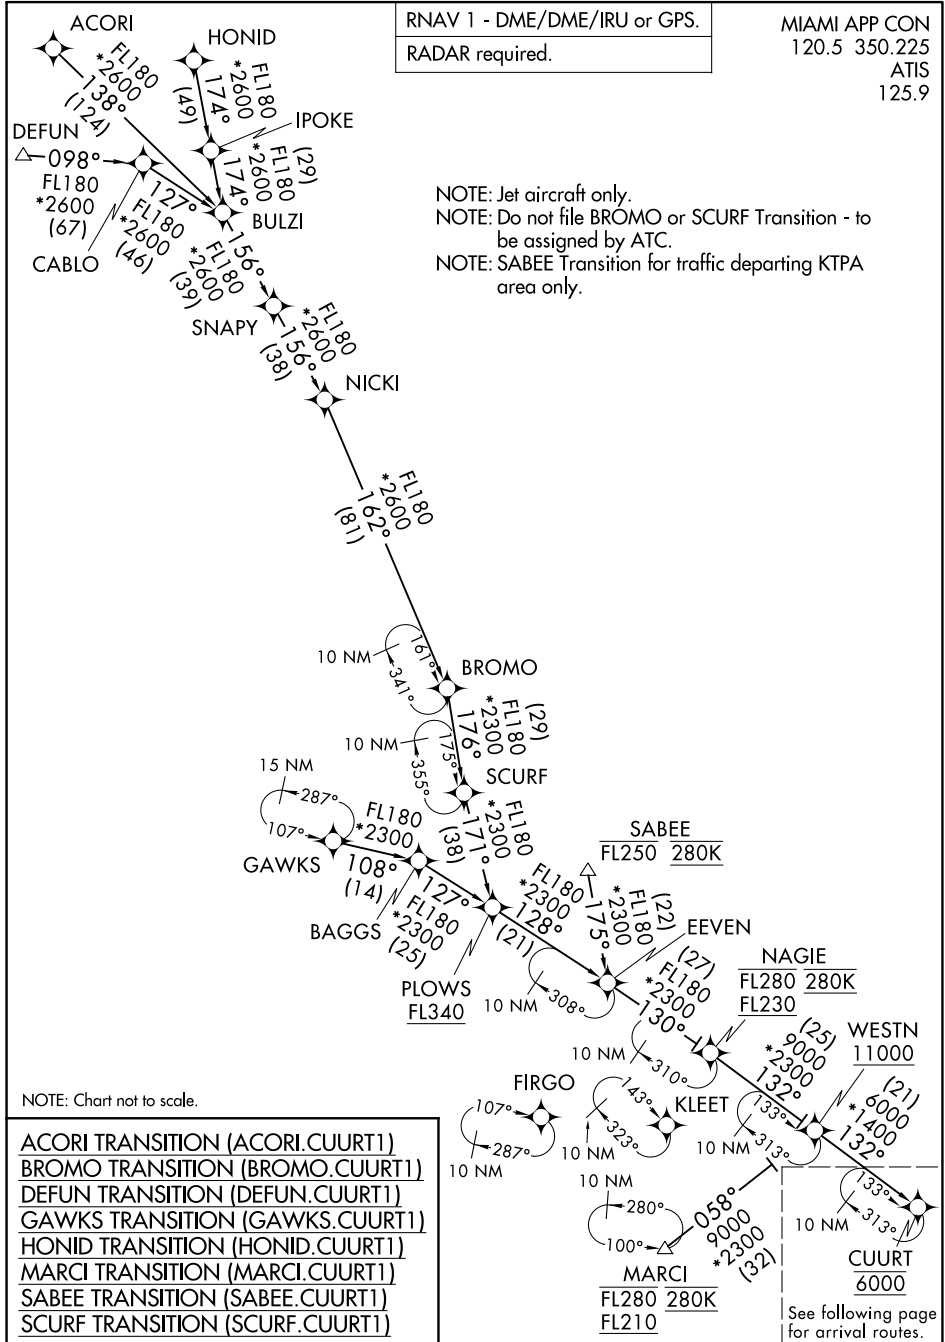 ACORI
FL180
*2600
138°
(124)
HONID
FL180
*2600
174°
(49)
RNAV 1 - DME/DME/IRU or GPS.
RADAR required.
MIAMI APP CON
120.5 350.225
ATIS
125.9
IPOKE
(29)
FL180
*2600
174°
DEFUN
098°
FL180
*2600
(67)
CABLO
127°
FL180
*2600
(46)
BULZI
156°
FL180
*2600
(39)
NOTE: Jet aircraft only.
NOTE: Do not file BROMO or SCURF Transition - to
be assigned by ATC.
NOTE: SABEE Transition for traffic departing KTPA
area only.
SNAPY
FL180
*2600
156°
(38)
NICKI
FL180
*2600
162°
(81)
10 NM
161°
341°
BROMO
(29)
FL180
*2300
176°
10 NM
175°
355°
SCURF
FL180
*2300
171°
(38)
15 NM
287°
107°
GAWKS
FL180
*2300
108°
(14)
BAGGS
127°
FL180
*2300
(25)
PLOWS
FL340
FL180
*2300
128°
(21)
SABEE
FL250 280K
(22)
FL180
*2300
175°
EEVEN
10 NM
308°
(27)
FL180
*2300
130°
NAGIE
FL280 280K
FL230
10 NM
310°
(25)
9000
*2300
132°
WESTN
11000
(21)
6000
*1400
132°
FIRGO
107°
287°
10 NM
KLEET
143°
323°
10 NM
133°
313°
10 NM
10 NM
280°
100°
MARCI
FL280 280K
FL210
058°
9000
*2300
(32)
133°
313°
10 NM
CUURT
6000
See following page
for arrival routes.
NOTE: Chart not to scale.
ACORI TRANSITION (ACORI.CUURT1)
BROMO TRANSITION (BROMO.CUURT1)
DEFUN TRANSITION (DEFUN.CUURT1)
GAWKS TRANSITION (GAWKS.CUURT1)
HONID TRANSITION (HONID.CUURT1)
MARCI TRANSITION (MARCI.CUURT1)
SABEE TRANSITION (SABEE.CUURT1)
SCURF TRANSITION (SCURF.CUURT1)